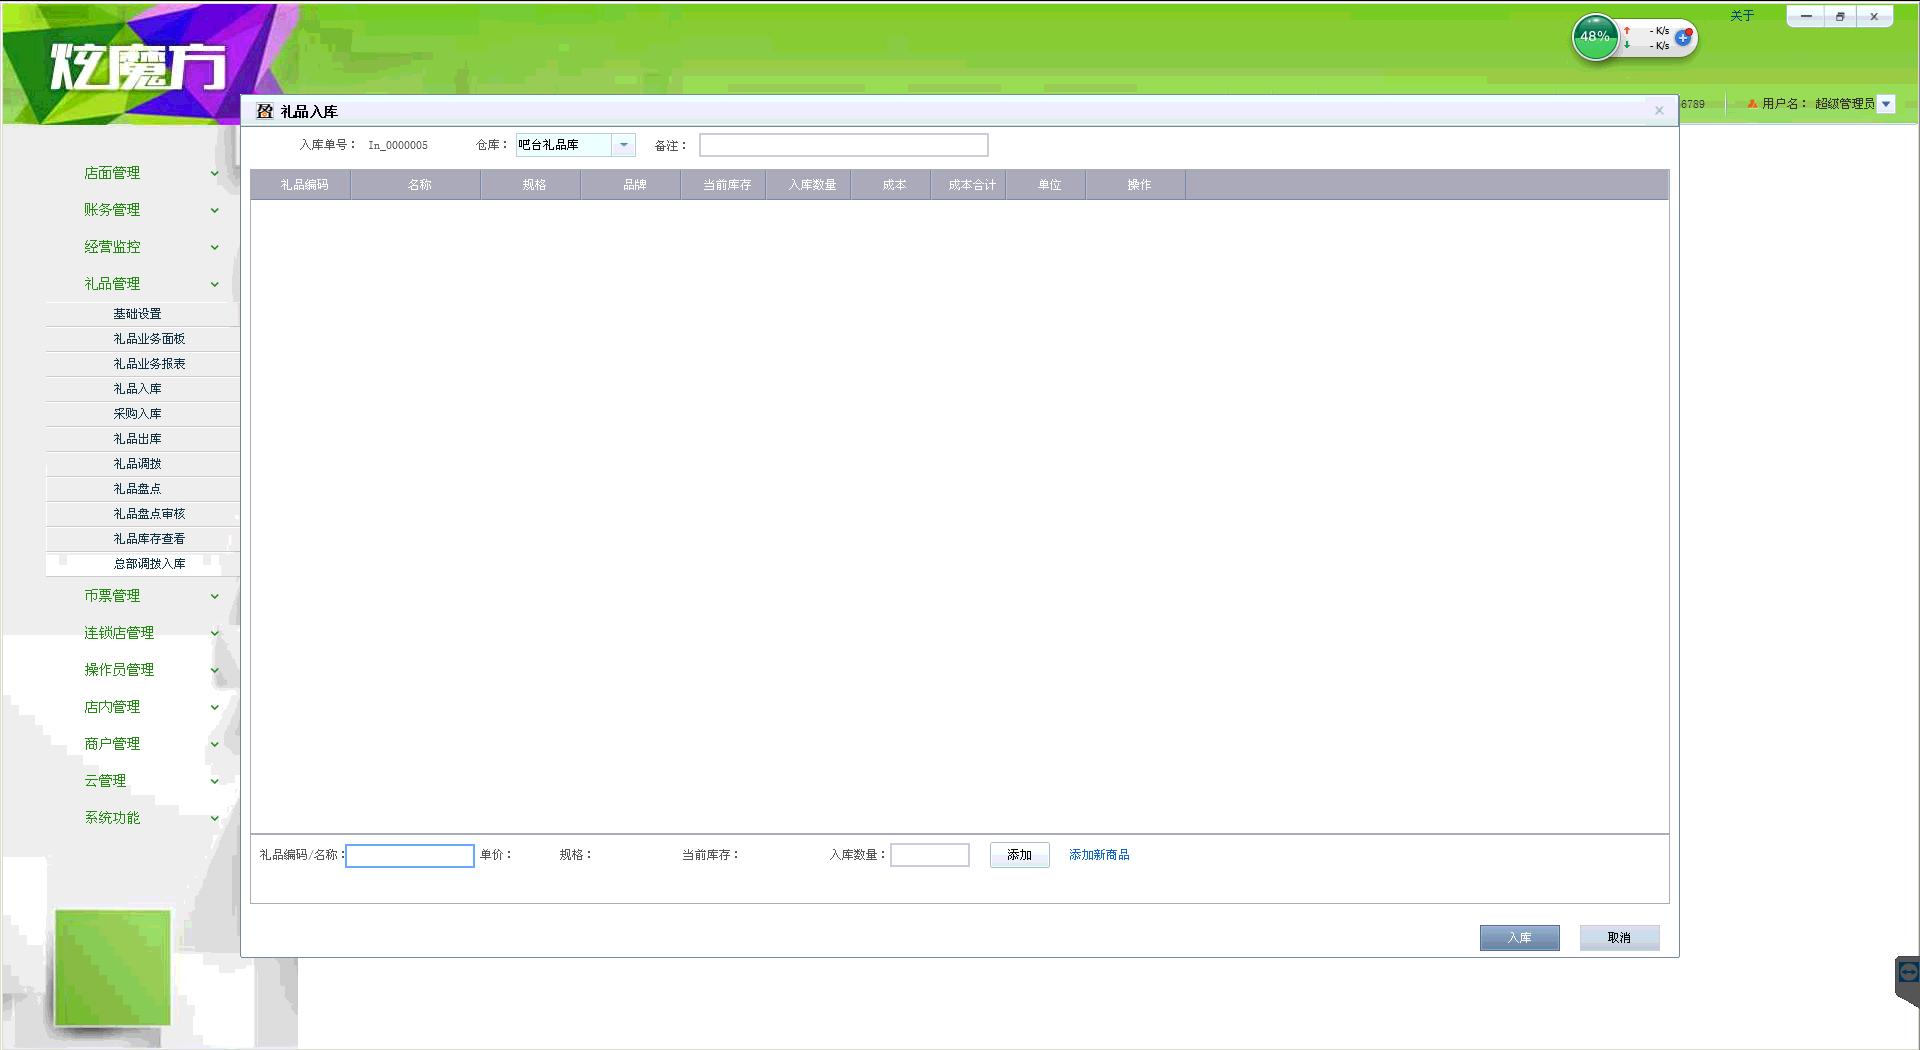 炫魔方
48%
- K/s
- K/s
关于
6789
用户名： 超级管理员
礼品入库
入库单号： In_0000005 仓库： 吧台礼品库 备注：
礼品编码 名称 规格 品牌 当前库存 入库数量 成本 成本合计 单位 操作
店面管理
账务管理
经营监控
礼品管理
基础设置
礼品业务面板
礼品业务报表
礼品入库
采购入库
礼品出库
礼品调拨
礼品盘点
礼品盘点审核
礼品库存查看
总部调拨入库
币票管理
连锁店管理
操作员管理
店内管理
商户管理
云管理
系统功能
礼品编码/名称： 单价： 规格： 当前库存： 入库数量： 添加 添加新商品
入库 取消